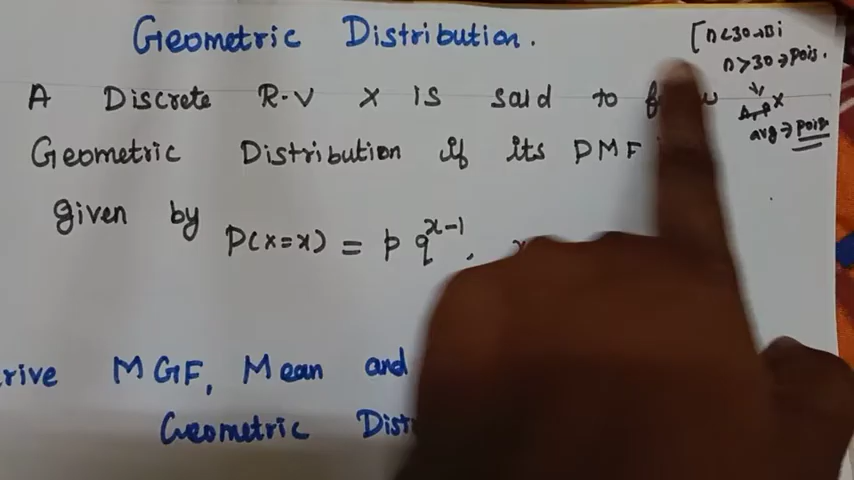 Geometric Distribution.
[n<30→Bi
n>30→Pois.
A Discrete R.V X is said to
avg→Pois
Geometric Distribution if its PMF
given by
P(X=x) = p q^{x-1},
rive MGF, Mean and
Geometric Dist